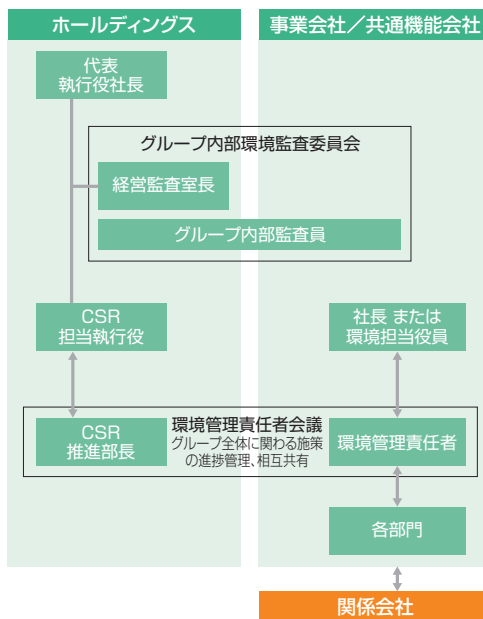 ホールディングス
事業会社／共通機能会社
代表
執行役社長
グループ内部環境監査委員会
経営監査室長
グループ内部監査員
CSR
担当執行役
社長 または
環境担当役員
環境管理責任者会議
グループ全体に関わる施策
の進捗管理、相互共有
CSR
推進部長
環境管理責任者
各部門
関係会社